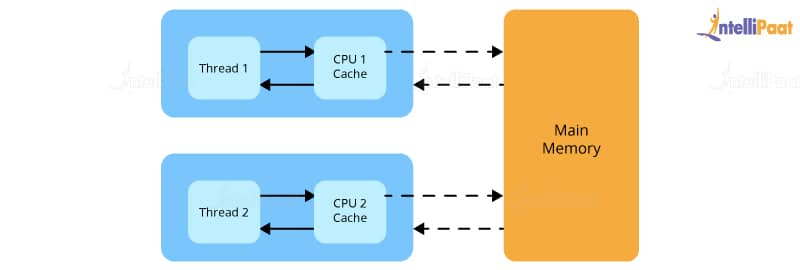 IntelliPaat
Thread 1
CPU 1
Cache
Main
Memory
Thread 2
CPU 2
Cache